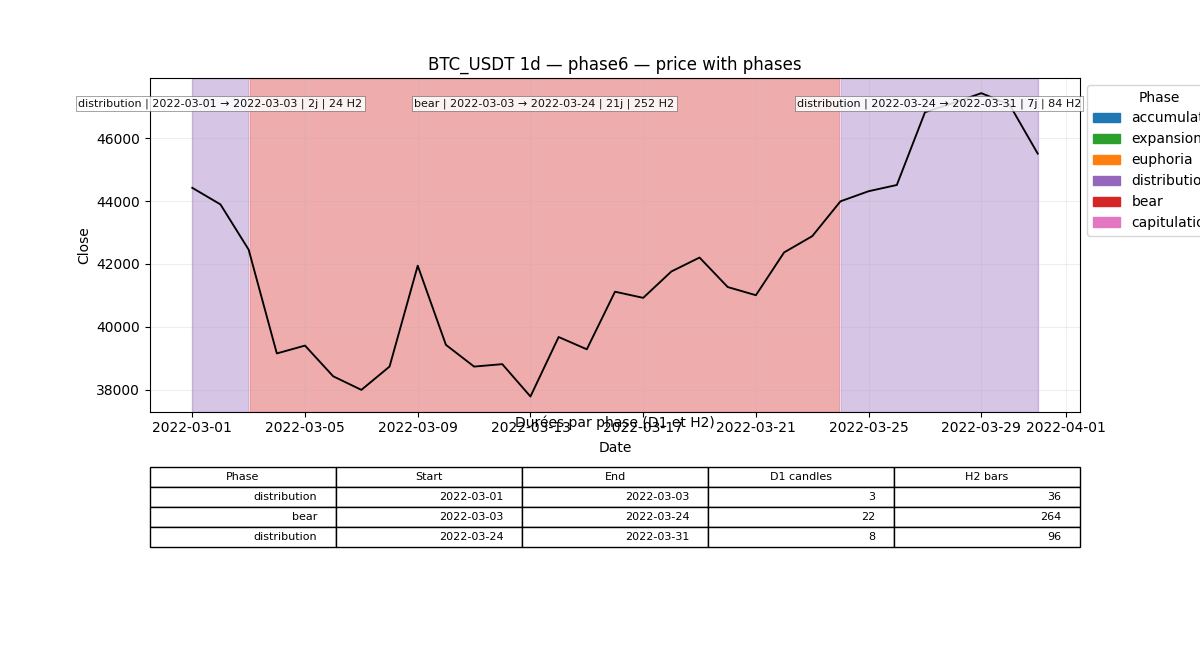 BTC_USDT 1d — phase6 — price with phases
distribution | 2022-03-01 → 2022-03-03 | 2j | 24 H2
bear | 2022-03-03 → 2022-03-24 | 21j | 252 H2
distribution | 2022-03-24 → 2022-03-31 | 7j | 84 H2
Phase
accumulat
expansion
euphoria
distributio
bear
capitulatio
46000
44000
42000
40000
38000
Close
Durées par phase (D1 et H2)
2022-03-01 2022-03-05 2022-03-09 2022-03-13 2022-03-17 2022-03-21 2022-03-25 2022-03-29 2022-04-01
Date
Phase Start End D1 candles H2 bars
distribution 2022-03-01 2022-03-03 3 36
bear 2022-03-03 2022-03-24 22 264
distribution 2022-03-24 2022-03-31 8 96